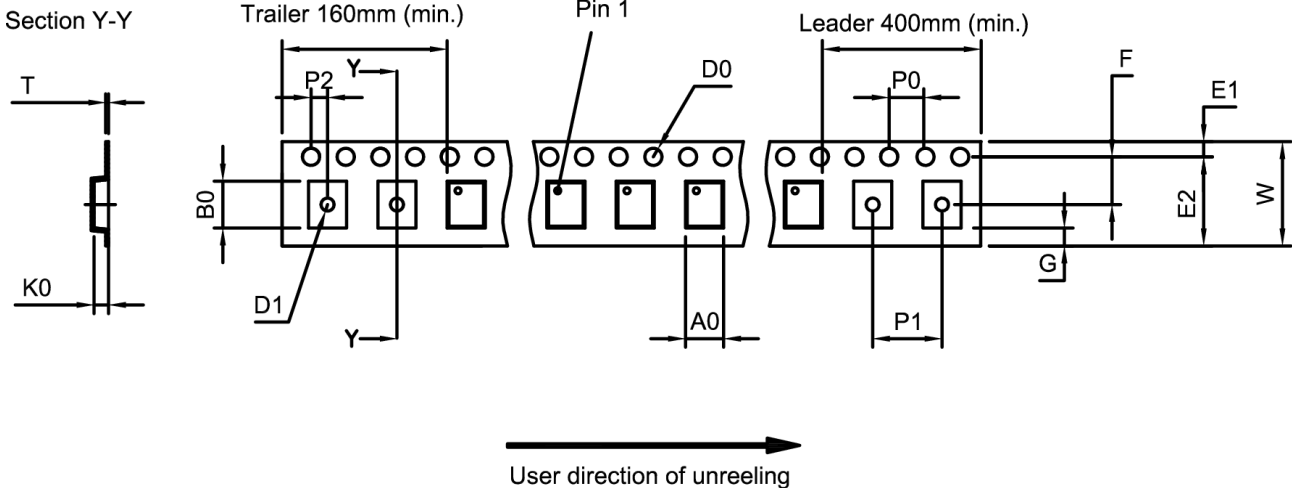 Section Y-Y
Trailer 160mm (min.)
Pin 1
Leader 400mm (min.)
T
P2
Y
D0
P0
F
E1
B0
E2
W
K0
D1
G
Y
A0
P1
User direction of unreeling